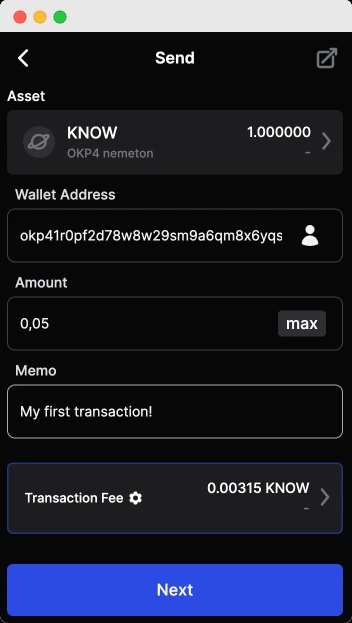 Send
Asset
KNOW
1.000000
OKP4 nemeton
-
Wallet Address
okp41r0pf2d78w8w29sm9a6qm8x6yqs
Amount
0,05
max
Memo
My first transaction!
Transaction Fee
0.00315 KNOW
-
Next